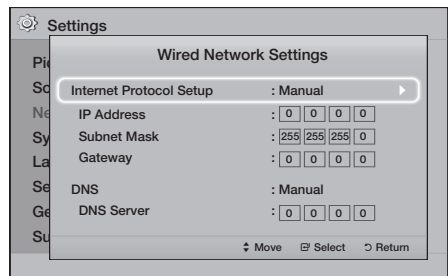 Settings
Wired Network Settings
Pi
Internet Protocol Setup : Manual
So
IP Address : 0 0 0 0
Ne
Subnet Mask : 255 255 255 0
Sy
Gateway : 0 0 0 0
La
DNS : Manual
Se
DNS Server : 0 0 0 0
Ge
Su
Move Select Return